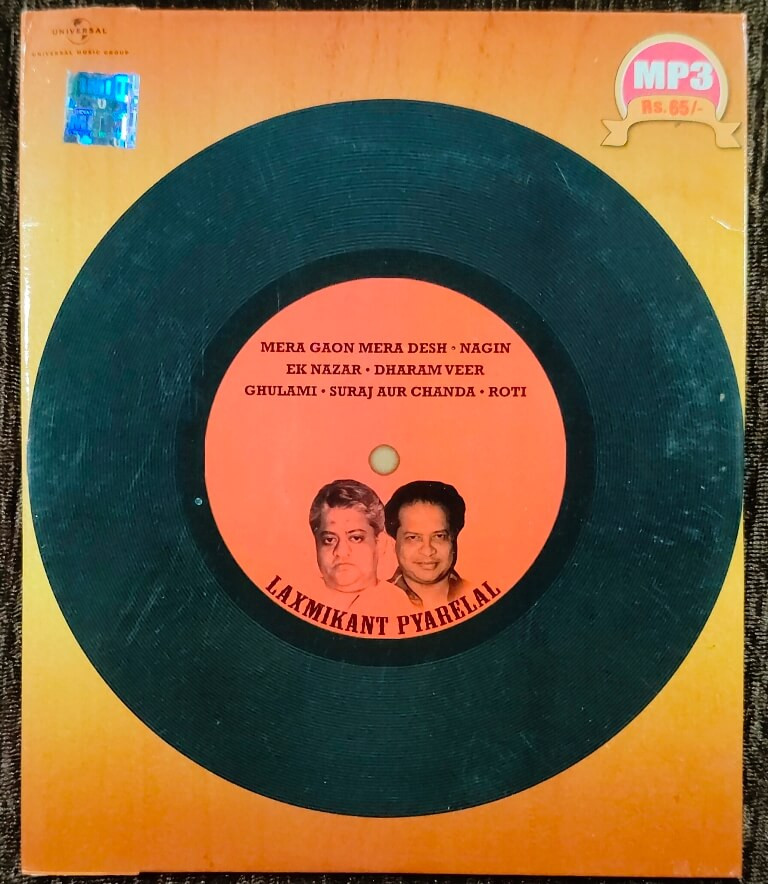 UNIVERSAL
UNIVERSAL MUSIC GROUP
MP3
Rs. 65/-
MERA GAON MERA DESH • NAGIN
EK NAZAR • DHARAM VEER
GHULAMI • SURAJ AUR CHANDA • ROTI
LAXMIKANT PYARELAL